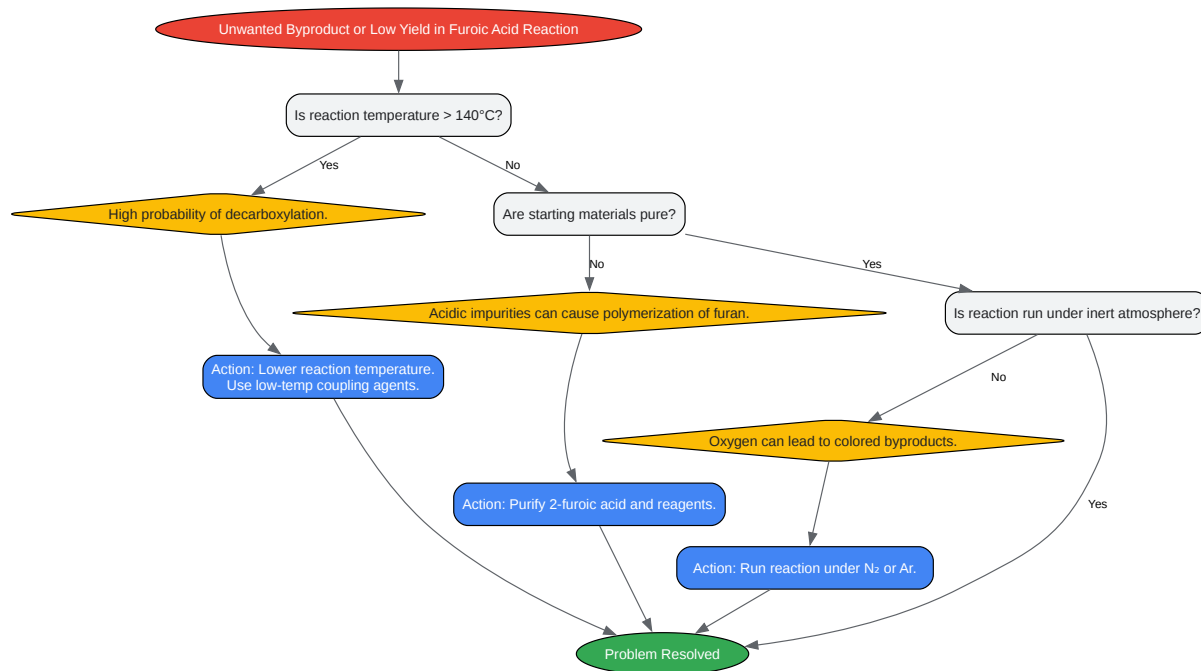 Unwanted Byproduct or Low Yield in Furoic Acid Reaction
Is reaction temperature > 140°C?
Yes
No
High probability of decarboxylation.
Are starting materials pure?
No
Yes
Acidic impurities can cause polymerization of furan.
Is reaction run under inert atmosphere?
Action: Lower reaction temperature.
Use low-temp coupling agents.
No
Oxygen can lead to colored byproducts.
Action: Purify 2-furoic acid and reagents.
Yes
Action: Run reaction under N₂ or Ar.
Problem Resolved